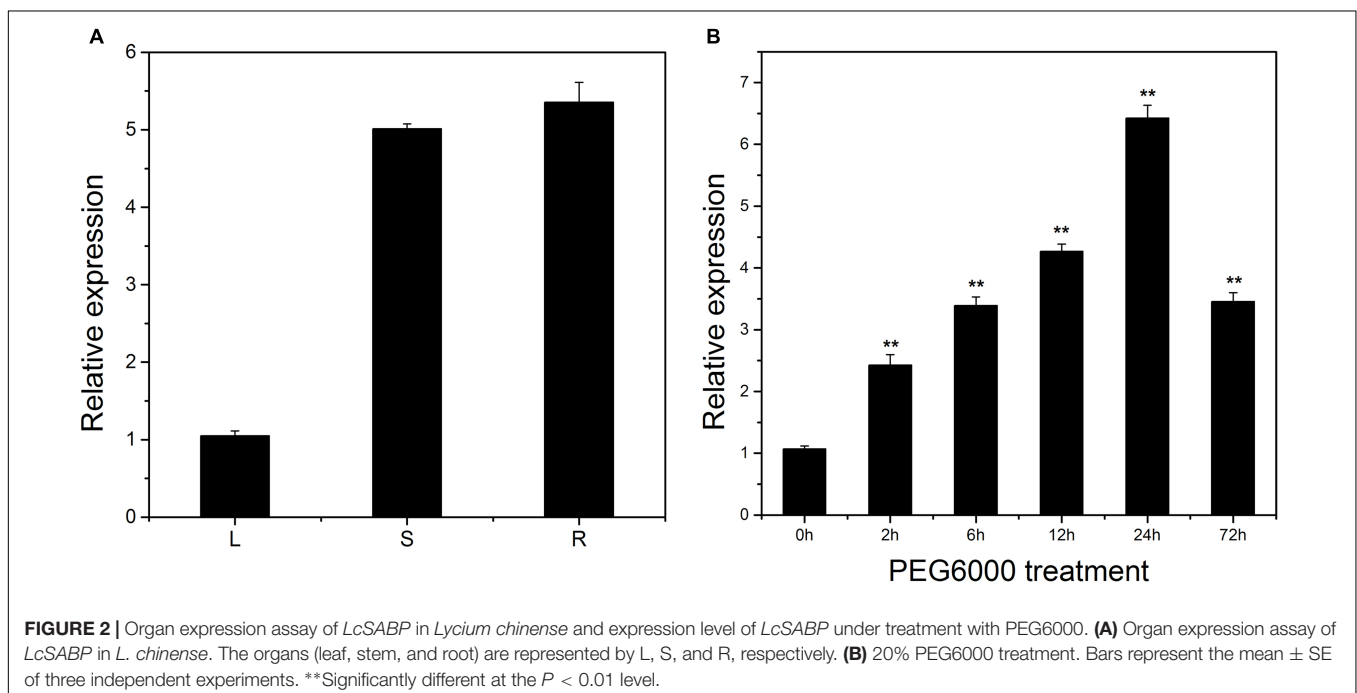 A
6
5
4
3
2
1
0
Relative expression
L
S
R
B
7
6
5
4
3
2
1
0
Relative expression
**
**
**
**
**
0h
2h
6h
12h
24h
72h
PEG6000 treatment
FIGURE 2 | Organ expression assay of LcSABP in Lycium chinense and expression level of LcSABP under treatment with PEG6000. (A) Organ expression assay of
LcSABP in L. chinense. The organs (leaf, stem, and root) are represented by L, S, and R, respectively. (B) 20% PEG6000 treatment. Bars represent the mean ± SE
of three independent experiments. **Significantly different at the P < 0.01 level.